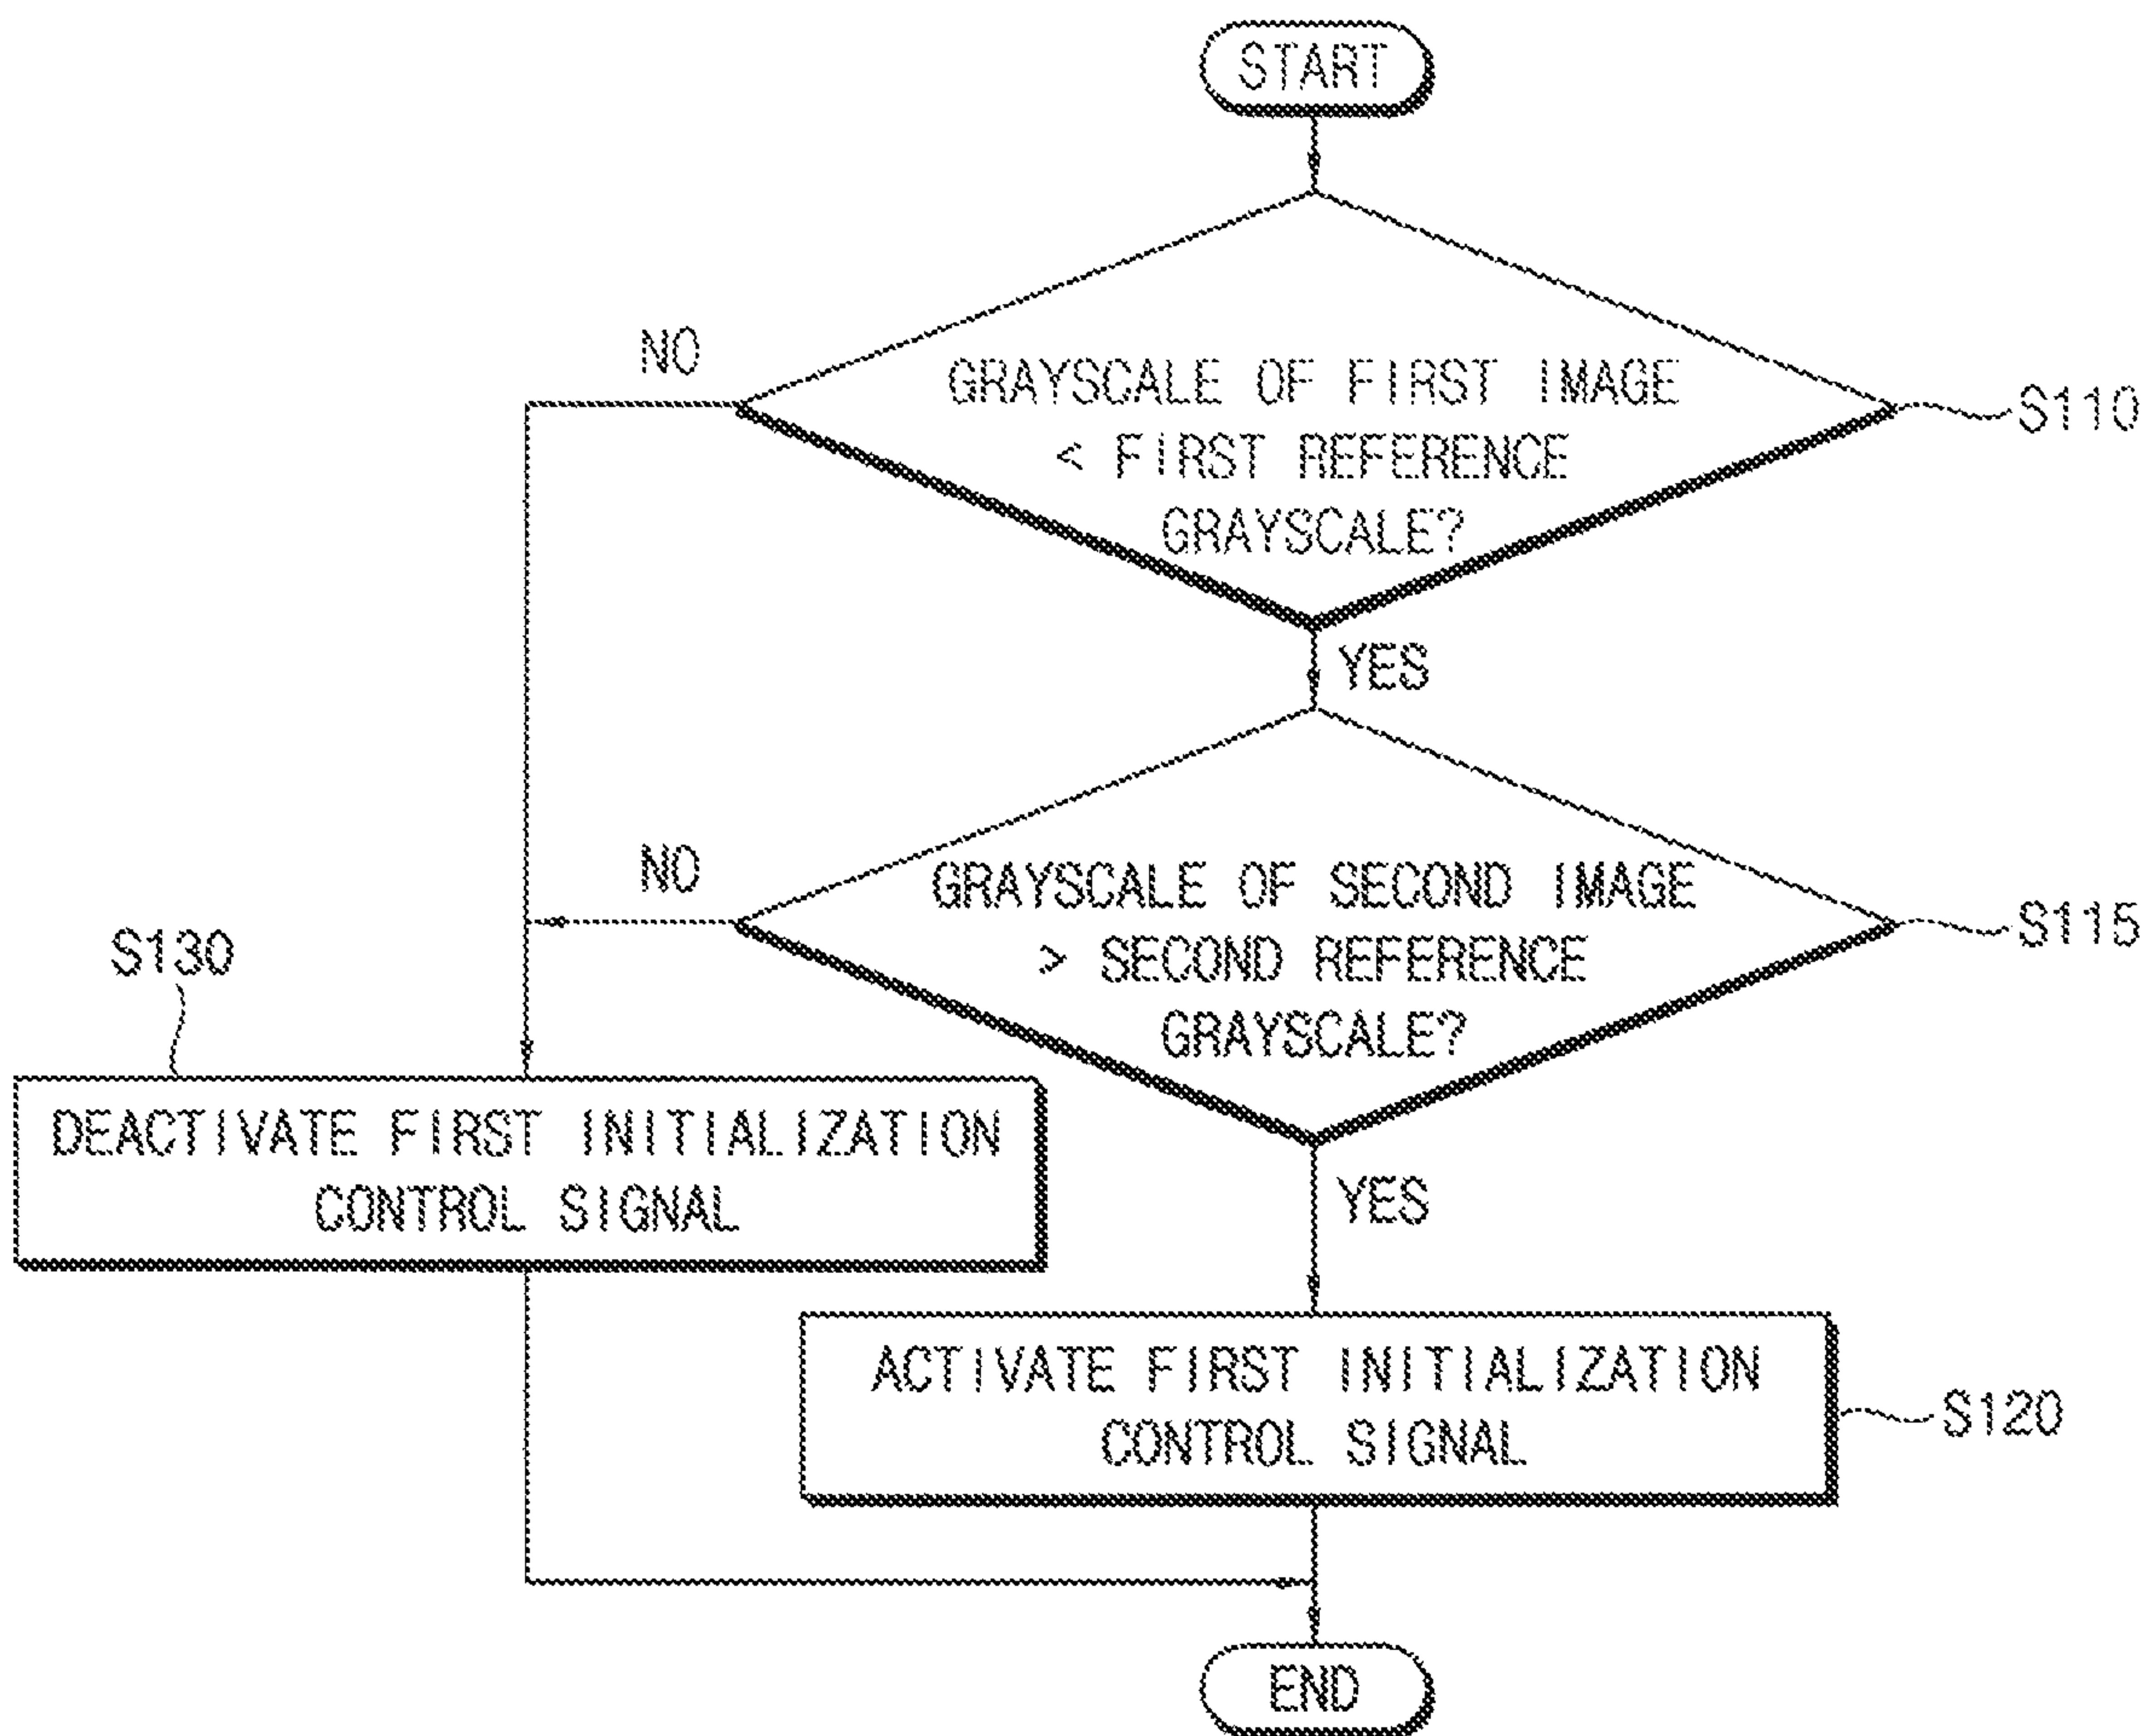 START
NO
GRAYSCALE OF FIRST IMAGE
< FIRST REFERENCE
GRAYSCALE?
S110
YES
NO
GRAYSCALE OF SECOND IMAGE
> SECOND REFERENCE
GRAYSCALE?
S115
S130
DEACTIVATE FIRST INITIALIZATION
CONTROL SIGNAL
YES
ACTIVATE FIRST INITIALIZATION
CONTROL SIGNAL
S120
END